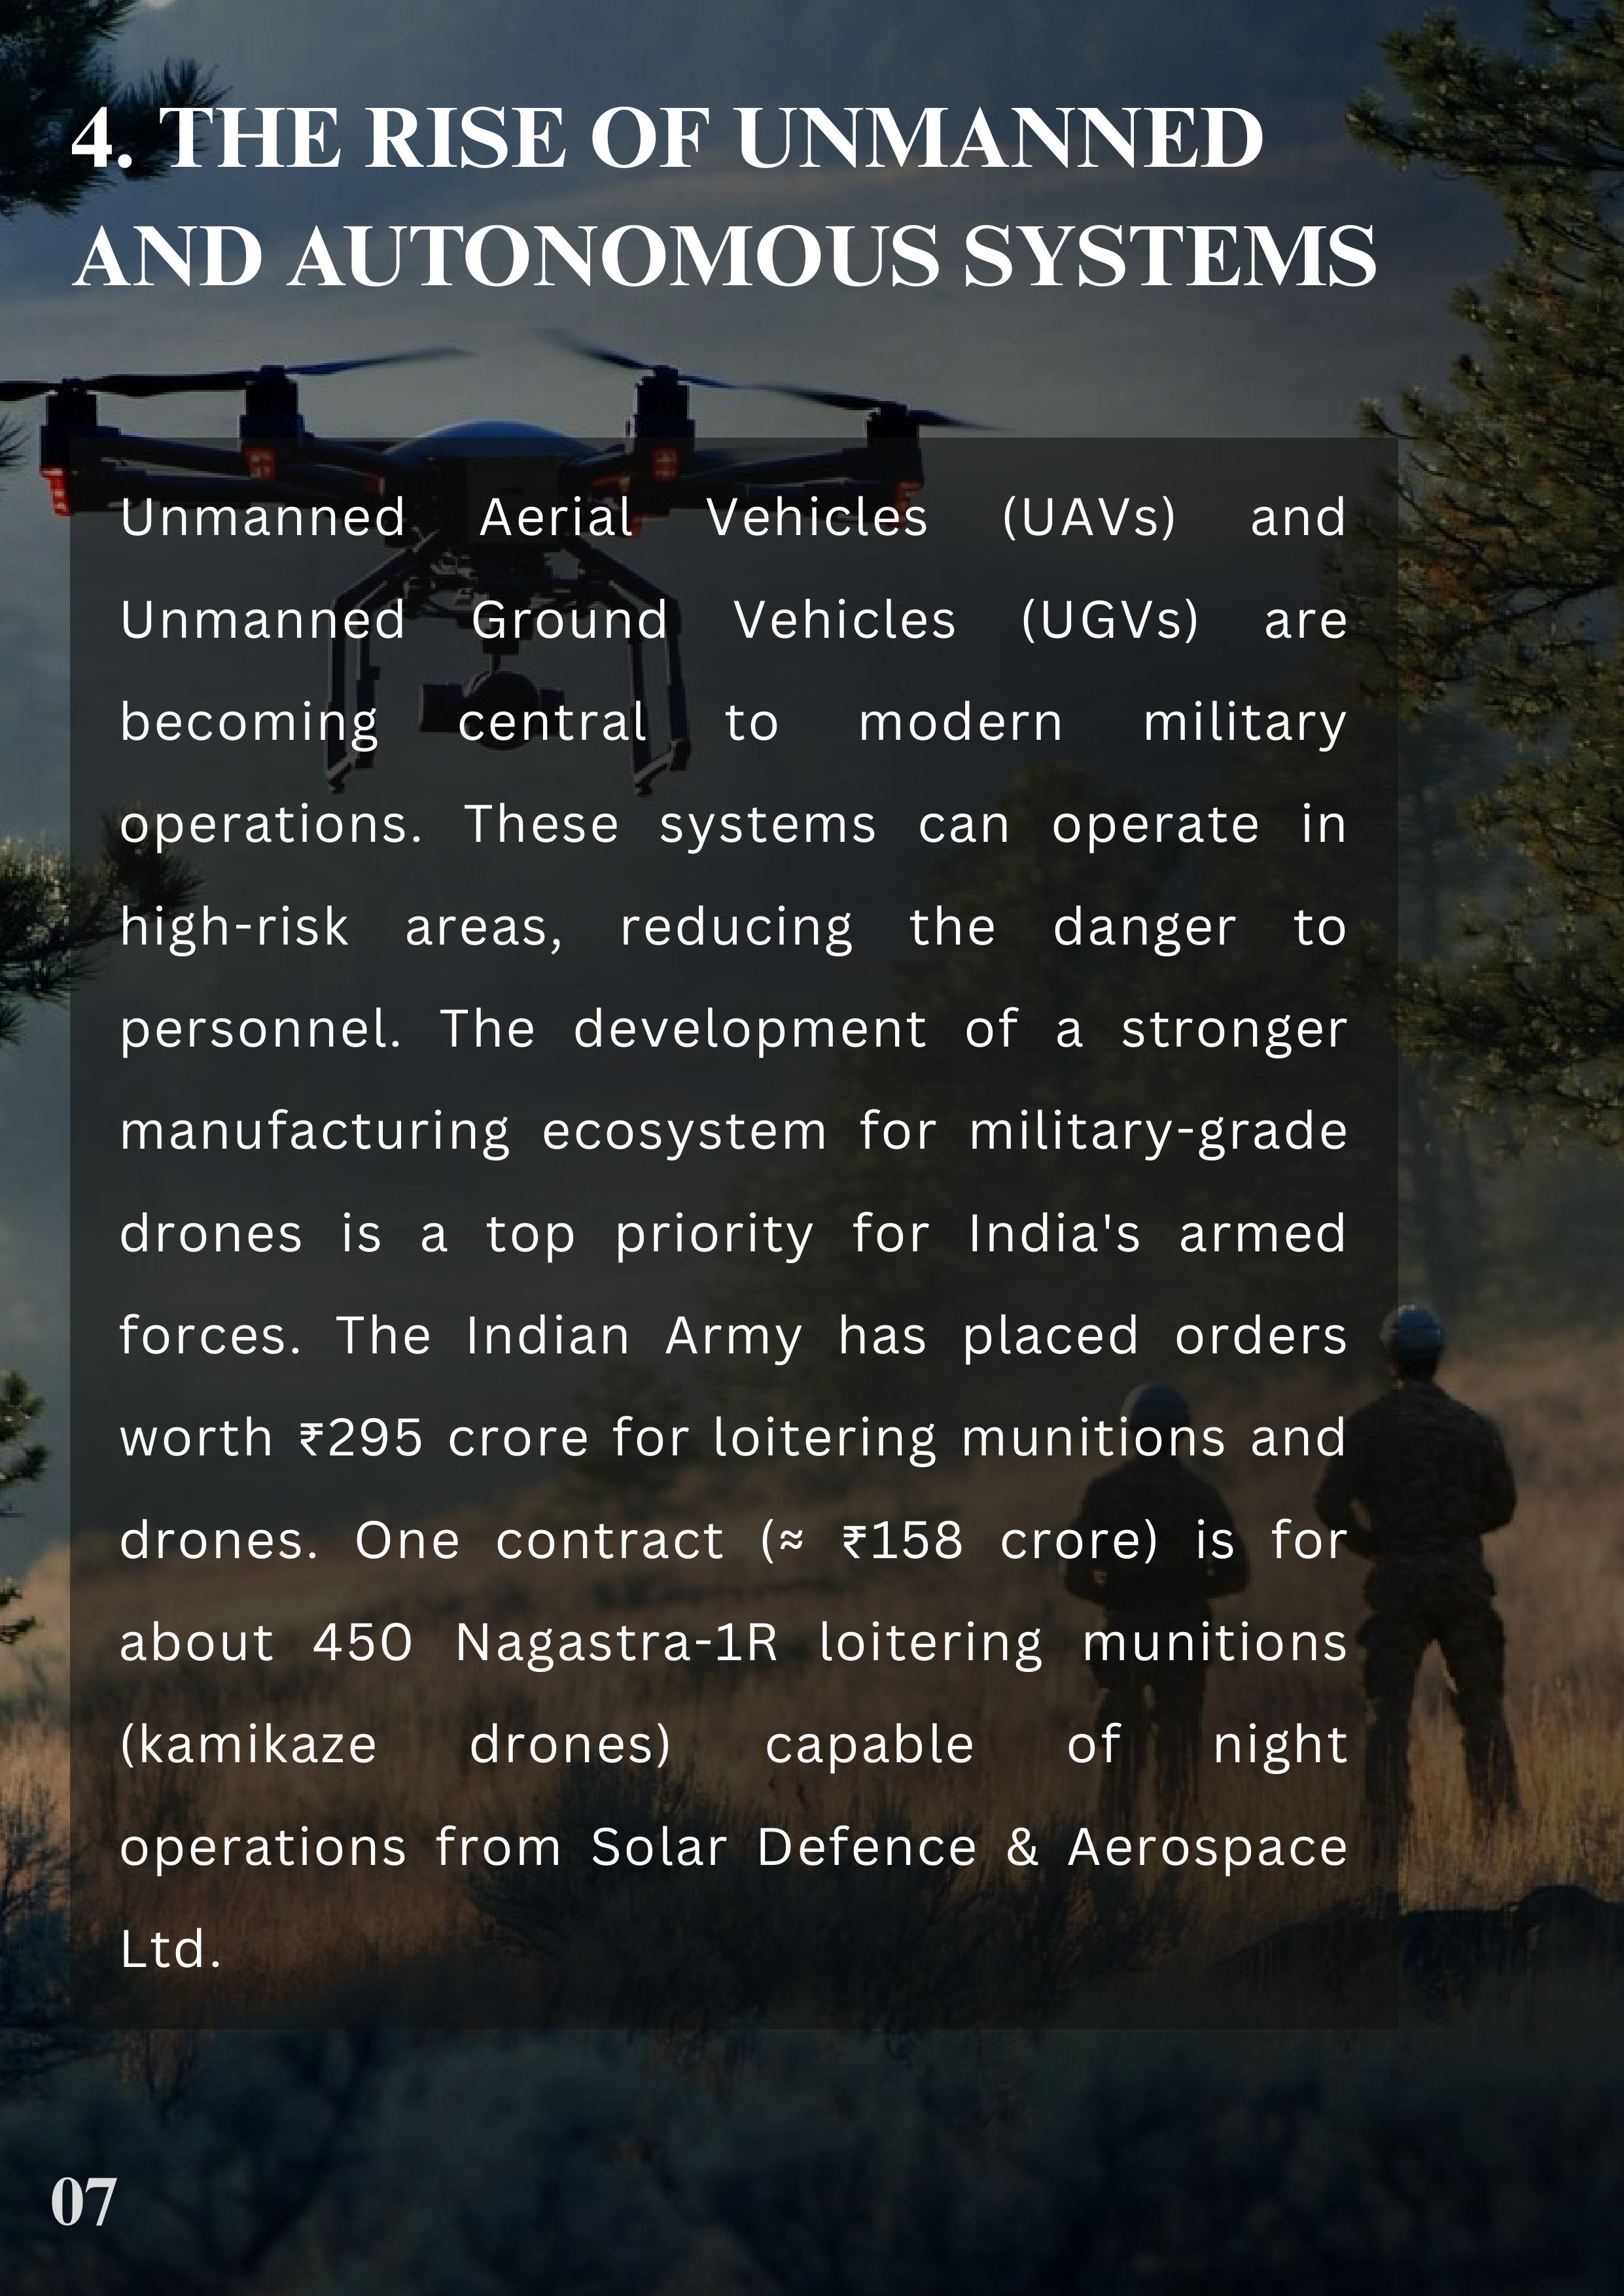 4. THE RISE OF UNMANNED
AND AUTONOMOUS SYSTEMS
Unmanned Aerial Vehicles (UAVs) and
Unmanned Ground Vehicles (UGVs) are
becoming central to modern military
operations. These systems can operate in
high-risk areas, reducing the danger to
personnel. The development of a stronger
manufacturing ecosystem for military-grade
drones is a top priority for India's armed
forces. The Indian Army has placed orders
worth ₹295 crore for loitering munitions and
drones. One contract (≈ ₹158 crore) is for
about 450 Nagastra-1R loitering munitions
(kamikaze drones) capable of night
operations from Solar Defence & Aerospace
Ltd.
07